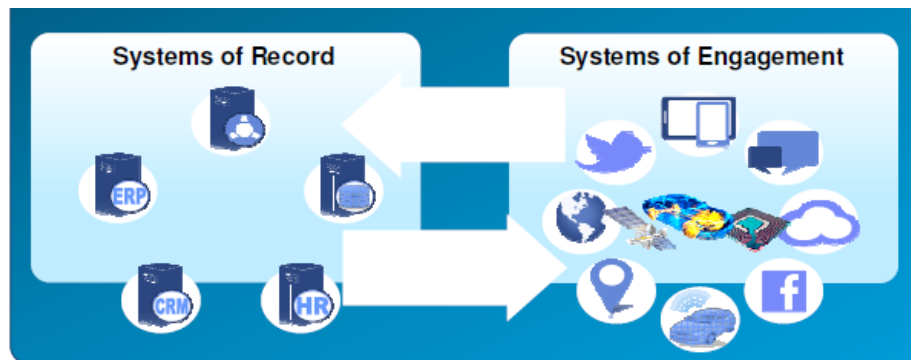 Systems of Record
Systems of Engagement
ERP
CRM
HR